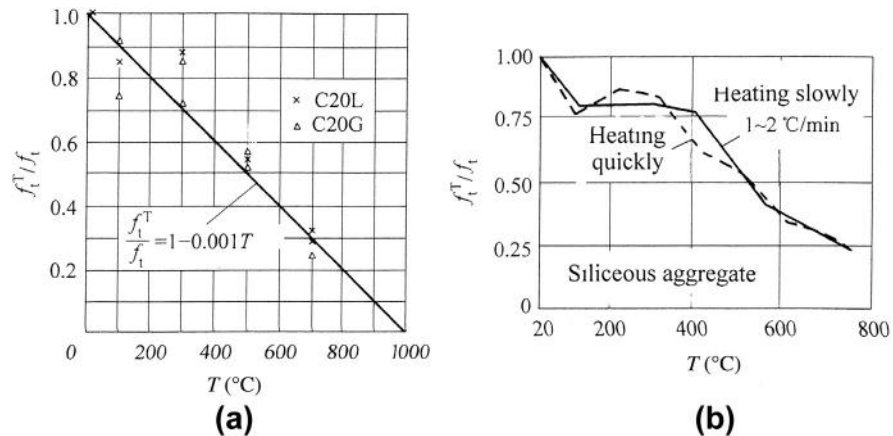 1.0
0.8
0.6
0.4
0.2
0
200
400
600
800
1000
f_t^T/f_t
T (°C)
× C20L
△ C20G
f_t^T/f_t =1−0.001T
(a)
1.00
0.75
0.50
0.25
0
20
200
400
600
800
f_t^T/f_t
T (°C)
Heating slowly
1~2 ℃/min
Heating
quickly
Siliceous aggregate
(b)